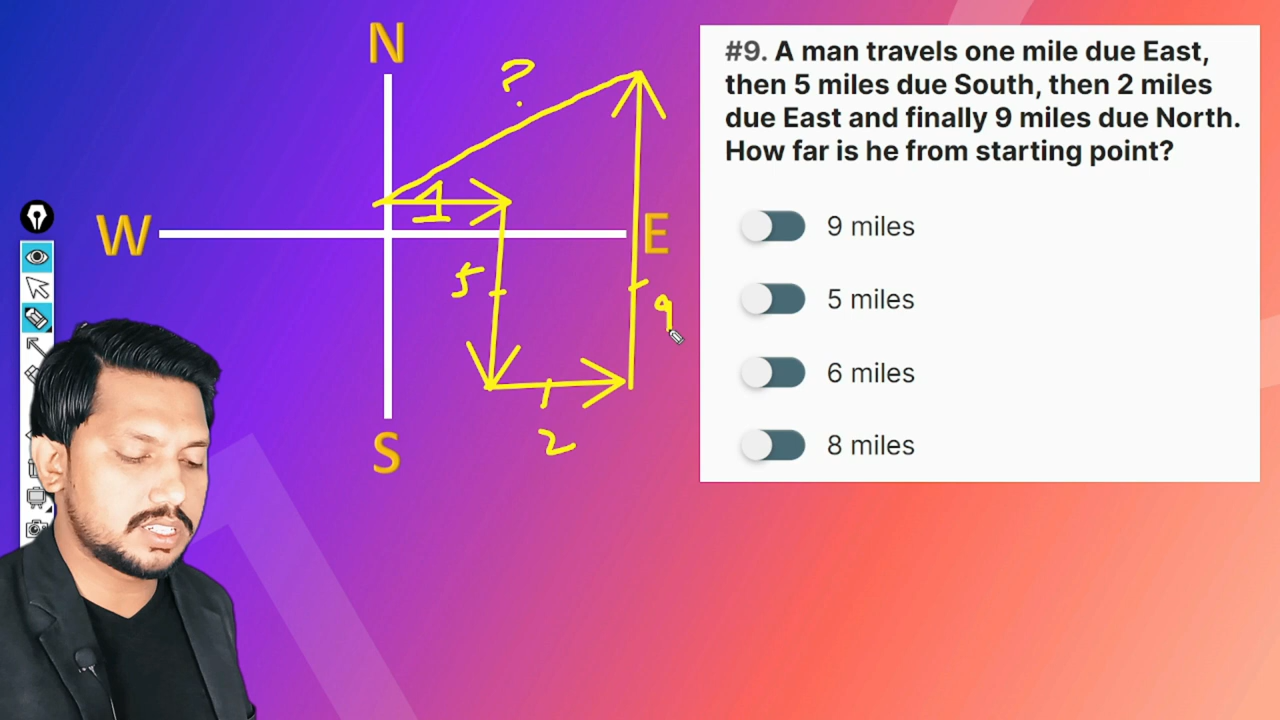 N
?
1
W
E
5
9
2
S
#9. A man travels one mile due East,
then 5 miles due South, then 2 miles
due East and finally 9 miles due North.
How far is he from starting point?
9 miles
5 miles
6 miles
8 miles